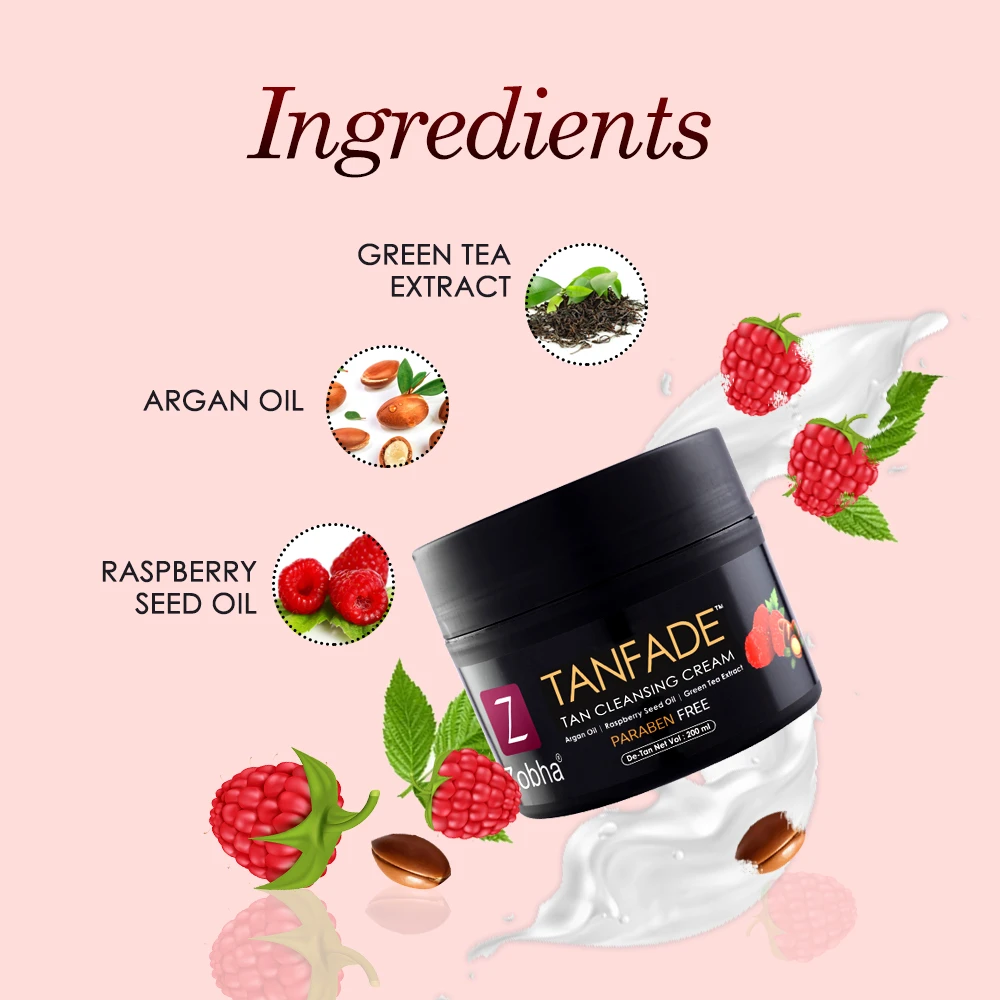 Ingredients
GREEN TEA
EXTRACT
ARGAN OIL
RASPBERRY
SEED OIL
TANFADE™
TAN CLEANSING CREAM
Argan Oil | Raspberry Seed Oil | Green Tea Extract
PARABEN FREE
De-Tan Net Vol : 200 ml
Z
Zobha®